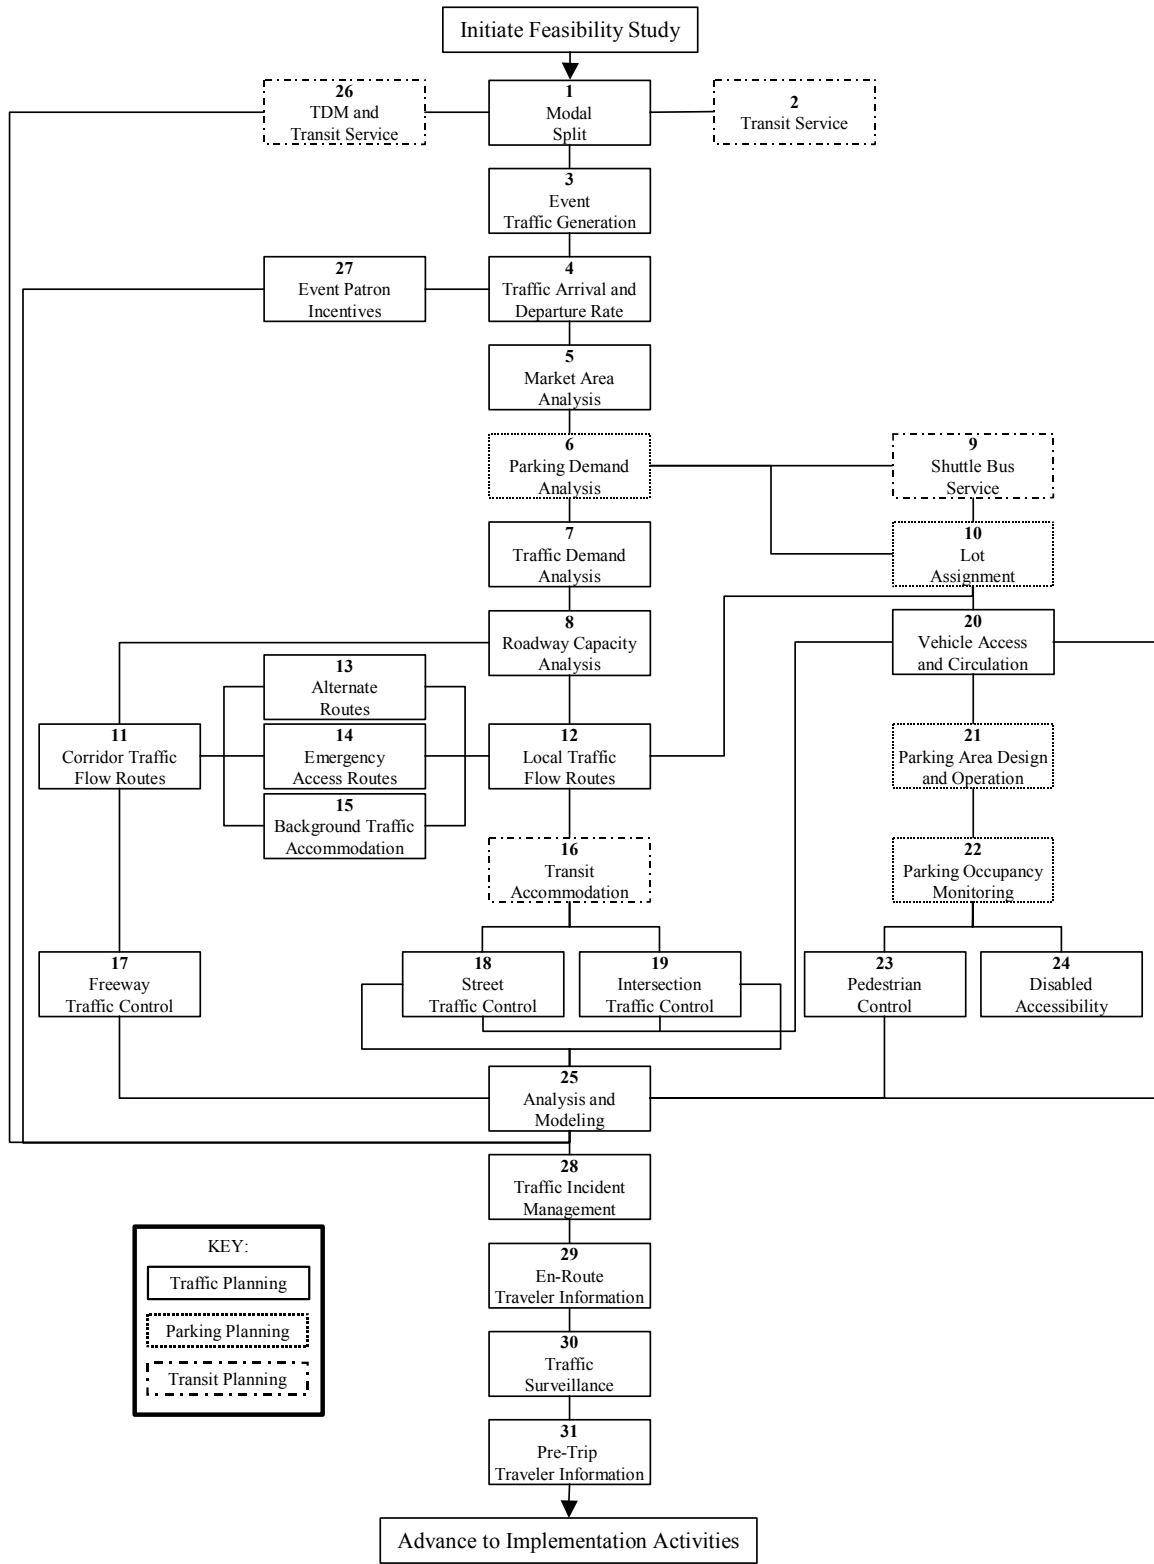 Initiate Feasibility Study
26
TDM and
Transit Service
1
Modal
Split
2
Transit Service
3
Event
Traffic Generation
27
Event Patron
Incentives
4
Traffic Arrival and
Departure Rate
5
Market Area
Analysis
6
Parking Demand
Analysis
9
Shuttle Bus
Service
7
Traffic Demand
Analysis
10
Lot
Assignment
8
Roadway Capacity
Analysis
20
Vehicle Access
and Circulation
13
Alternate
Routes
11
Corridor Traffic
Flow Routes
14
Emergency
Access Routes
12
Local Traffic
Flow Routes
21
Parking Area Design
and Operation
15
Background Traffic
Accommodation
16
Transit
Accommodation
22
Parking Occupancy
Monitoring
17
Freeway
Traffic Control
18
Street
Traffic Control
19
Intersection
Traffic Control
23
Pedestrian
Control
24
Disabled
Accessibility
25
Analysis and
Modeling
28
Traffic Incident
Management
KEY:
Traffic Planning
Parking Planning
Transit Planning
29
En-Route
Traveler Information
30
Traffic
Surveillance
31
Pre-Trip
Traveler Information
Advance to Implementation Activities